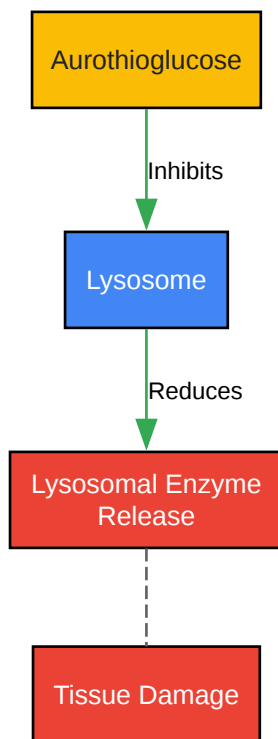 Aurothioglucose
Inhibits
Lysosome
Reduces
Lysosomal Enzyme
Release
Tissue Damage